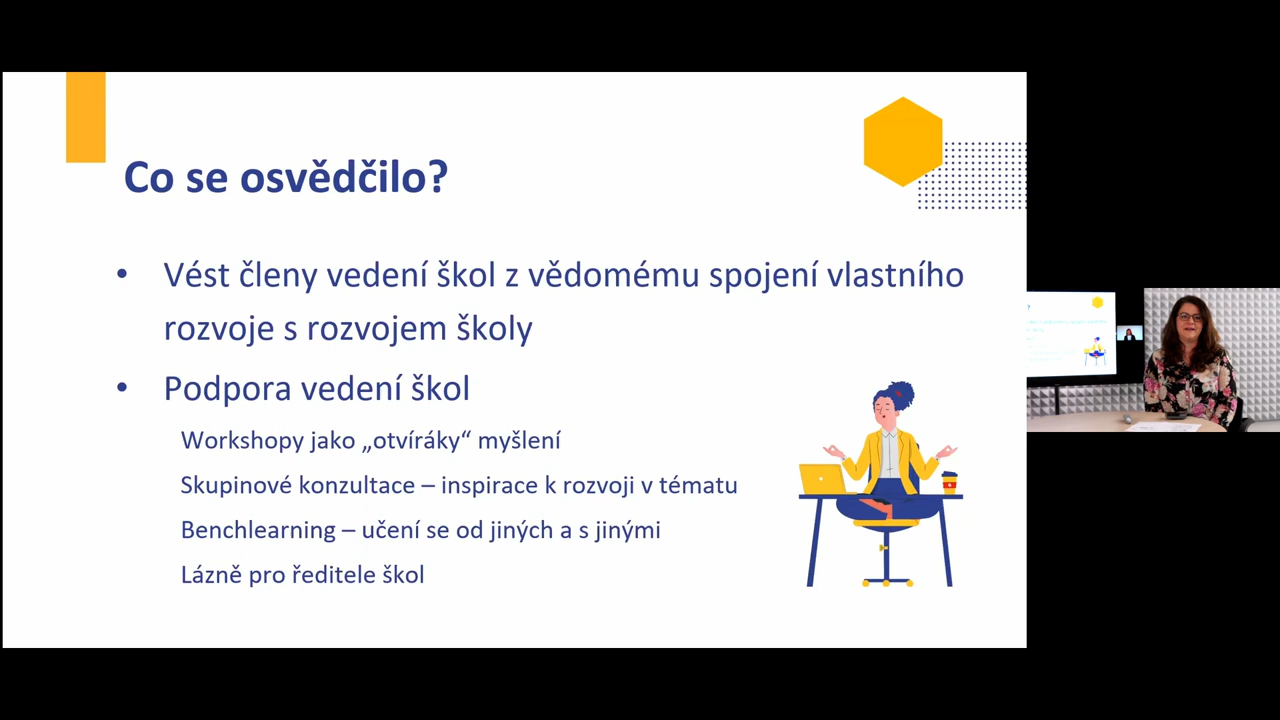 Co se osvědčilo?
• Vést členy vedení škol z vědomému spojení vlastního
rozvoje s rozvojem školy
• Podpora vedení škol
Workshopy jako „otvíráky“ myšlení
Skupinové konzultace – inspirace k rozvoji v tématu
Benchlearning – učení se od jiných a s jinými
Lázně pro ředitele škol